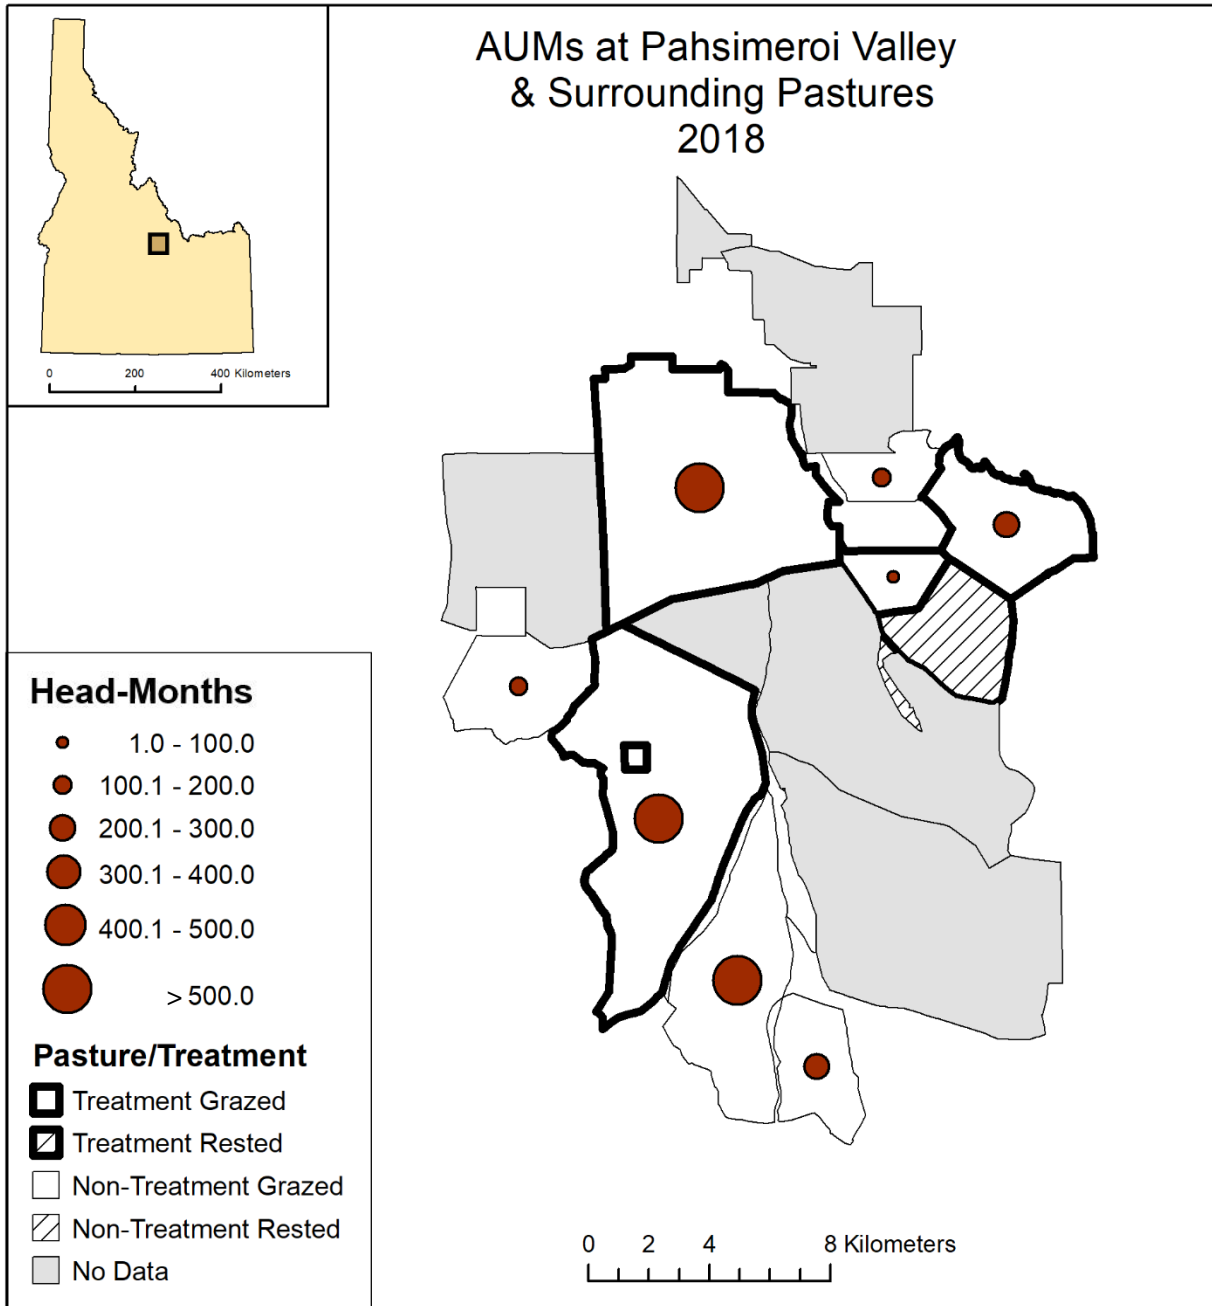 AUMs at Pahsimeroi Valley
& Surrounding Pastures
2018
0 200 400 Kilometers
Head-Months
1.0 - 100.0
100.1 - 200.0
200.1 - 300.0
300.1 - 400.0
400.1 - 500.0
> 500.0
Pasture/Treatment
Treatment Grazed
Treatment Rested
Non-Treatment Grazed
Non-Treatment Rested
No Data
0 2 4 8 Kilometers